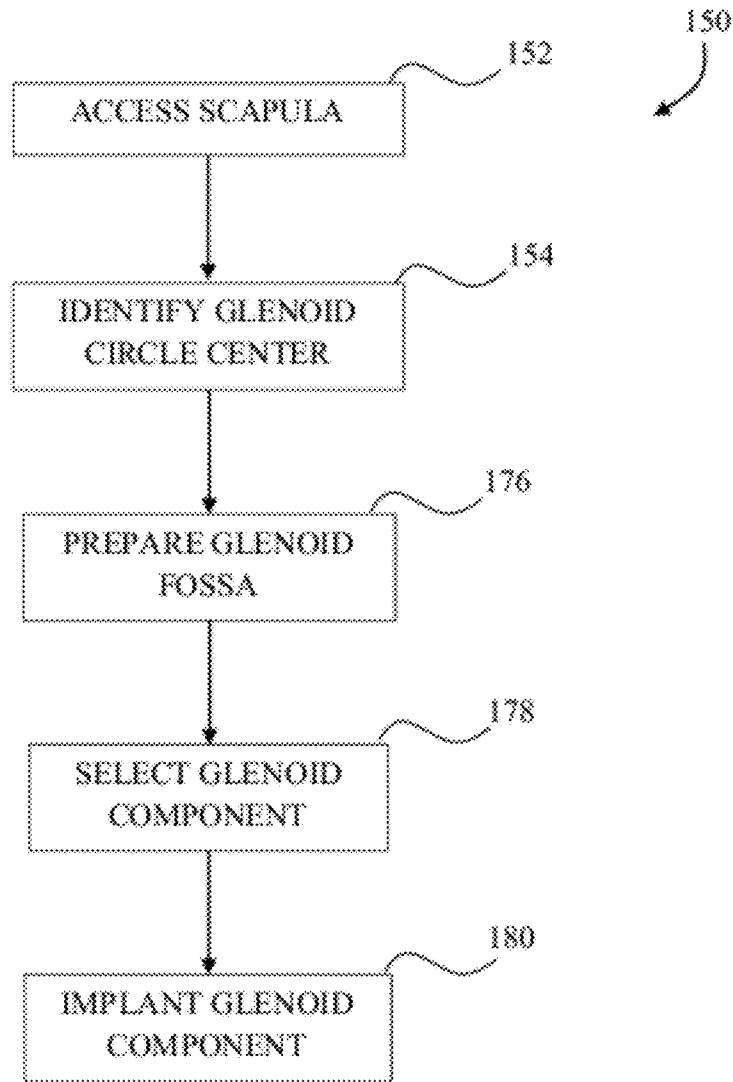 150
152
ACCESS SCAPULA
154
IDENTIFY GLENOID
CIRCLE CENTER
176
PREPARE GLENOID
FOSSA
178
SELECT GLENOID
COMPONENT
180
IMPLANT GLENOID
COMPONENT